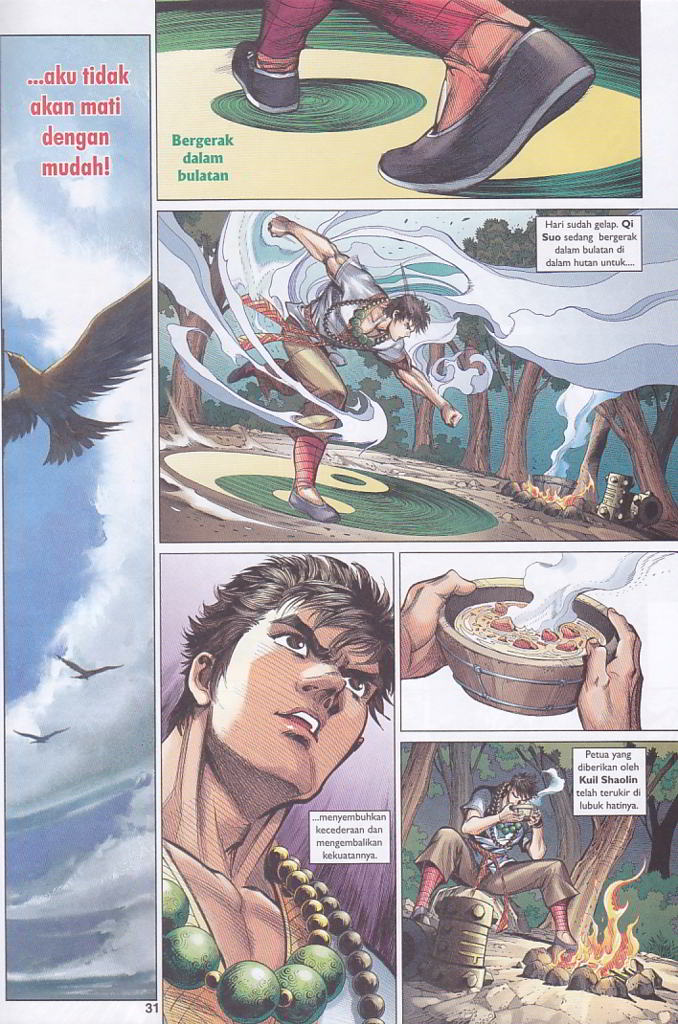 ...aku tidak
akan mati
dengan
mudah!
Bergerak
dalam
bulatan
Hari sudah gelap. Qi
Suo sedang bergerak
dalam bulatan di
dalam hutan untuk....
...menyembuhkan
kecederaan dan
mengembalikan
kekuatannya.
Petua yang
diberikan oleh
Kuil Shaolin
telah terukir di
lubuk hatinya.
31